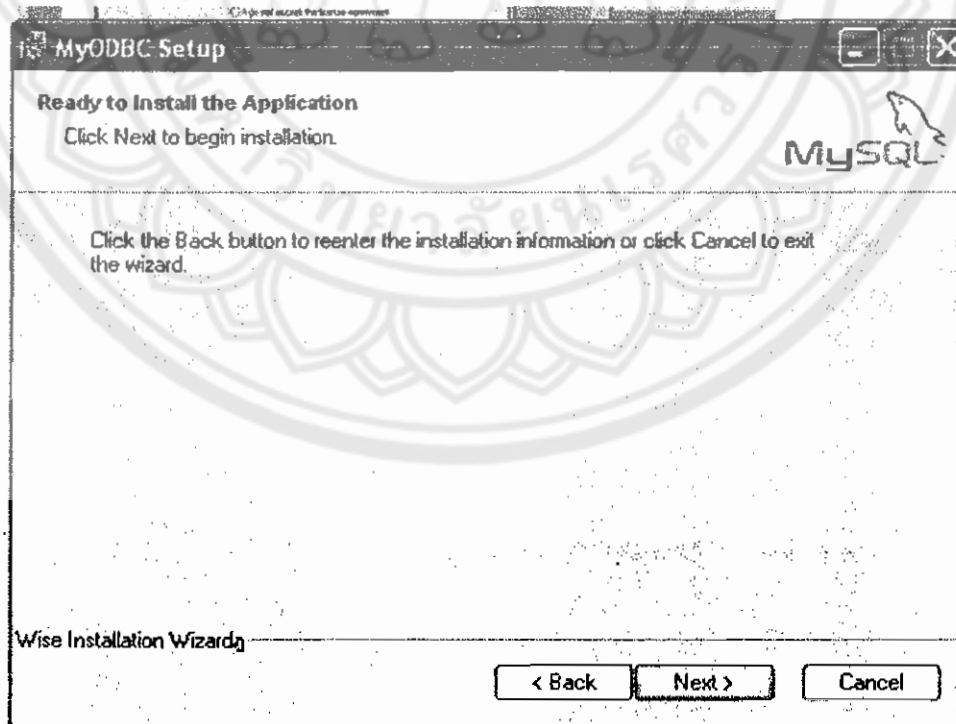 MyODBC Setup
Ready to Install the Application
Click Next to begin installation.
MySQL
Click the Back button to reenter the installation information or click Cancel to exit
the wizard.
Wise Installation Wizard
< Back
Next >
Cancel